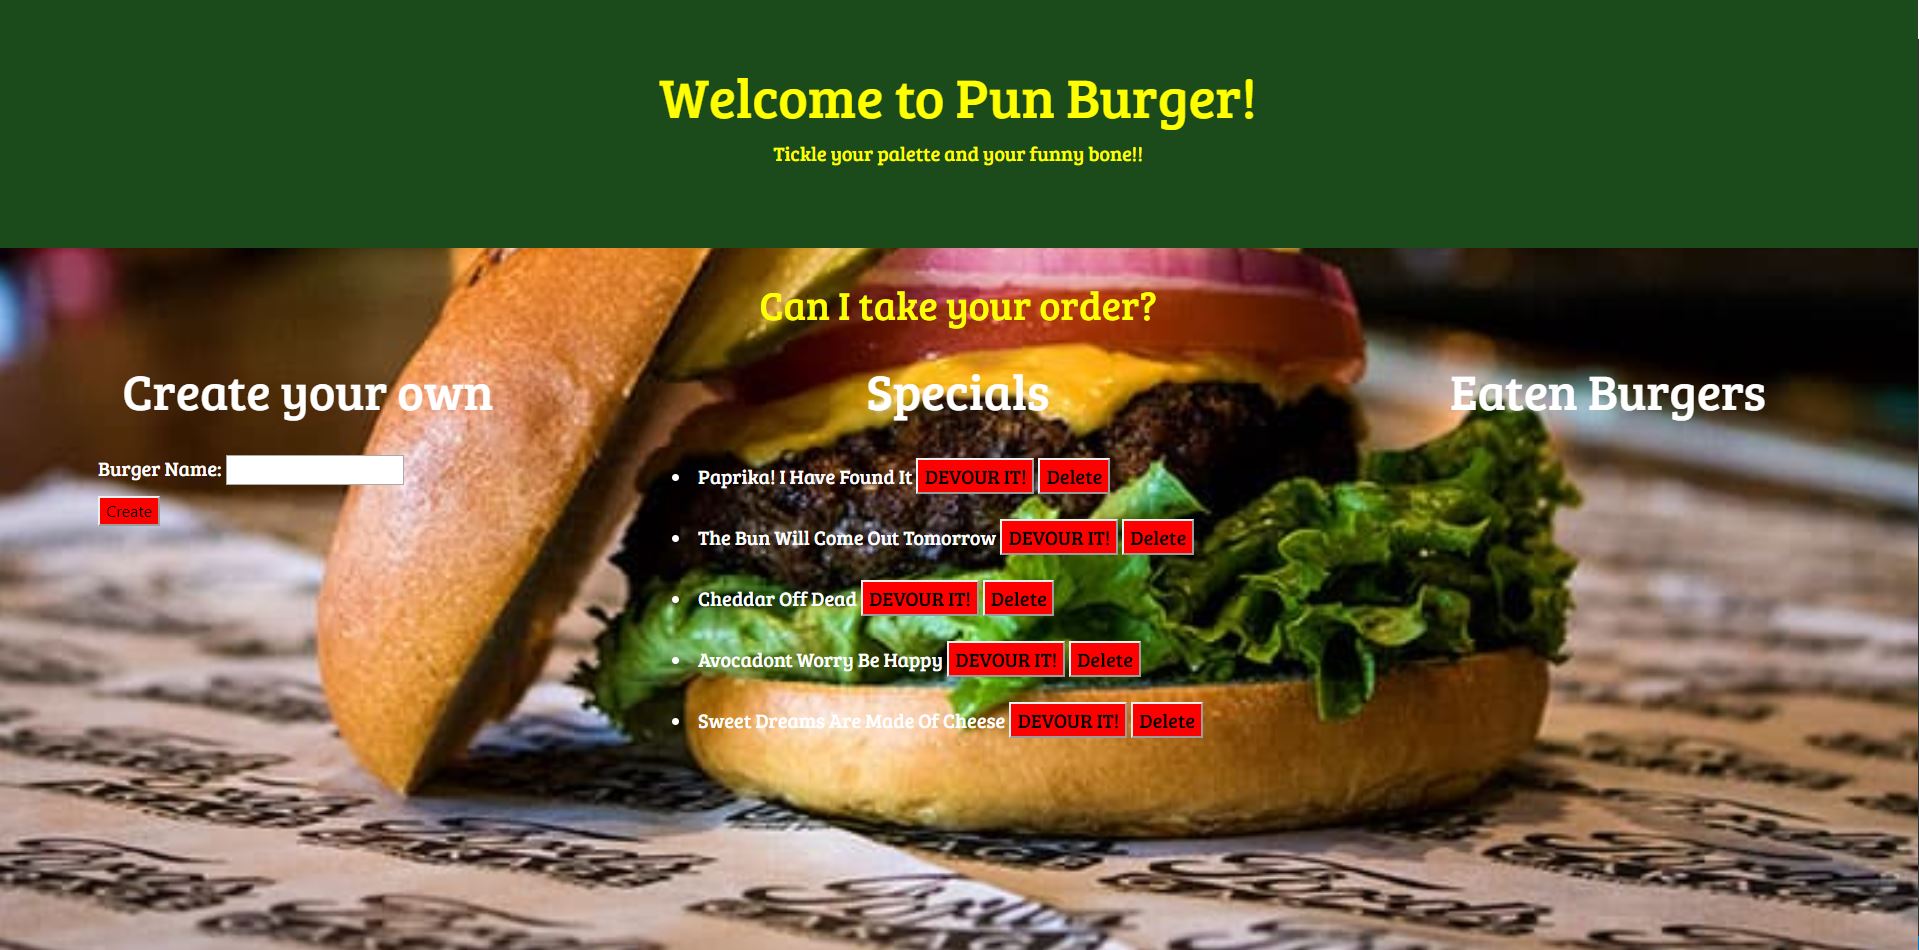 Welcome to Pun Burger!
Tickle your palette and your funny bone!!
Can I take your order?
Create your own
Burger Name:
Create
Specials
Paprika! I Have Found It DEVOUR IT! Delete
The Bun Will Come Out Tomorrow DEVOUR IT! Delete
Cheddar Off Dead DEVOUR IT! Delete
Avocadont Worry Be Happy DEVOUR IT! Delete
Sweet Dreams Are Made Of Cheese DEVOUR IT! Delete
Eaten Burgers